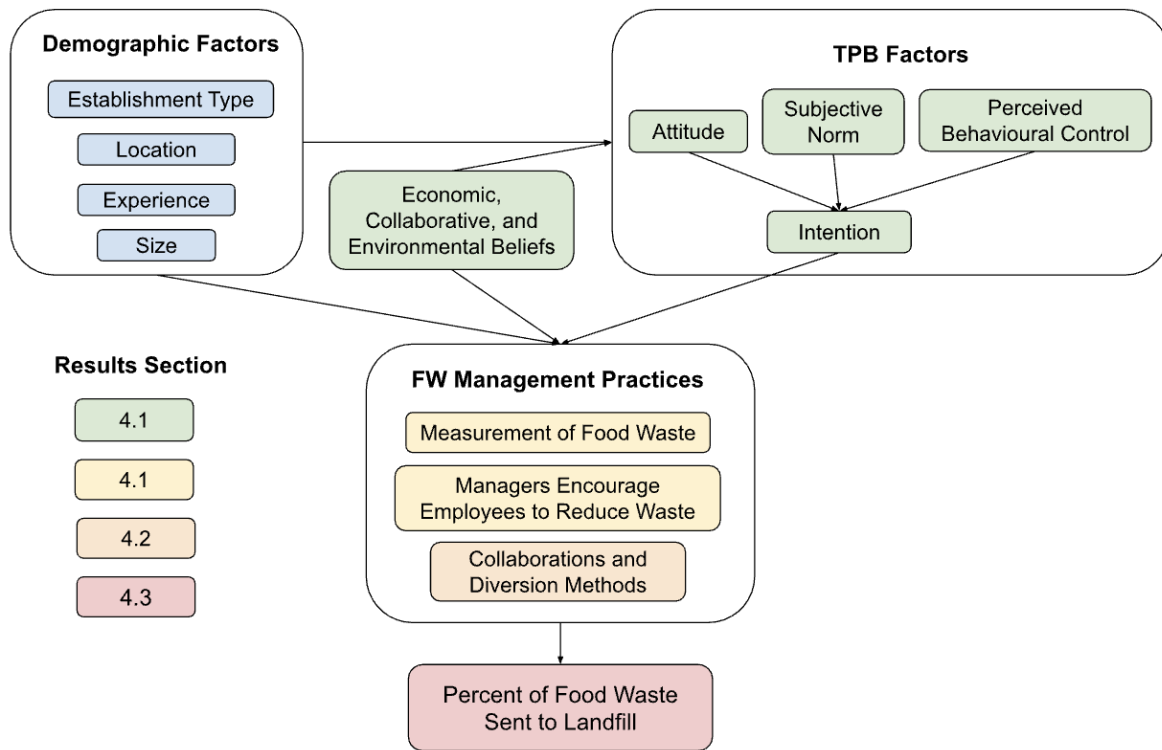 Demographic Factors
Establishment Type
Location
Experience
Size
TPB Factors
Attitude
Subjective
Norm
Perceived
Behavioural Control
Intention
Economic,
Collaborative, and
Environmental Beliefs
Results Section
4.1
4.1
4.2
4.3
FW Management Practices
Measurement of Food Waste
Managers Encourage
Employees to Reduce Waste
Collaborations and
Diversion Methods
Percent of Food Waste
Sent to Landfill